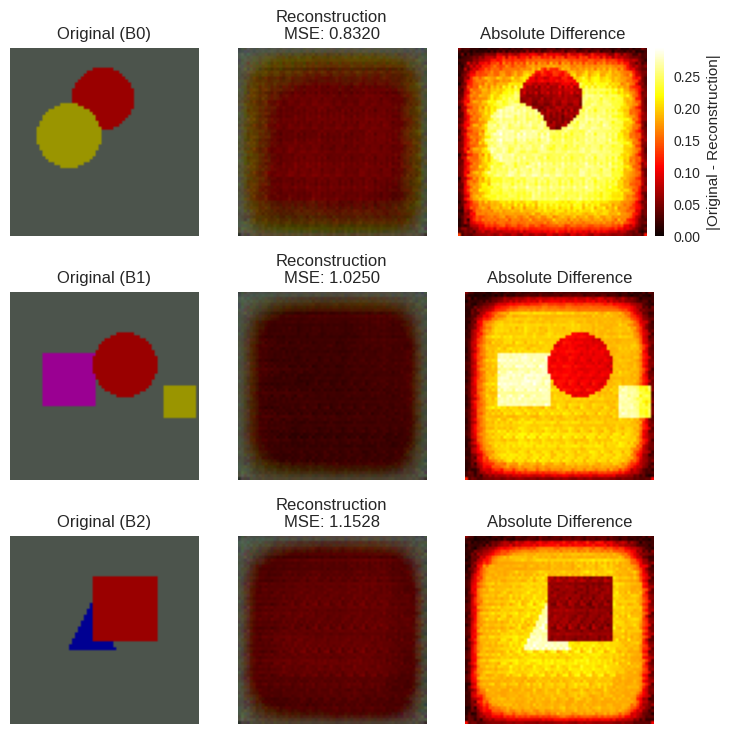 Original (B0)
Reconstruction
MSE: 0.8320
Absolute Difference
0.25
0.20
0.15
0.10
0.05
0.00
|Original - Reconstruction|
Original (B1)
Reconstruction
MSE: 1.0250
Absolute Difference
Original (B2)
Reconstruction
MSE: 1.1528
Absolute Difference